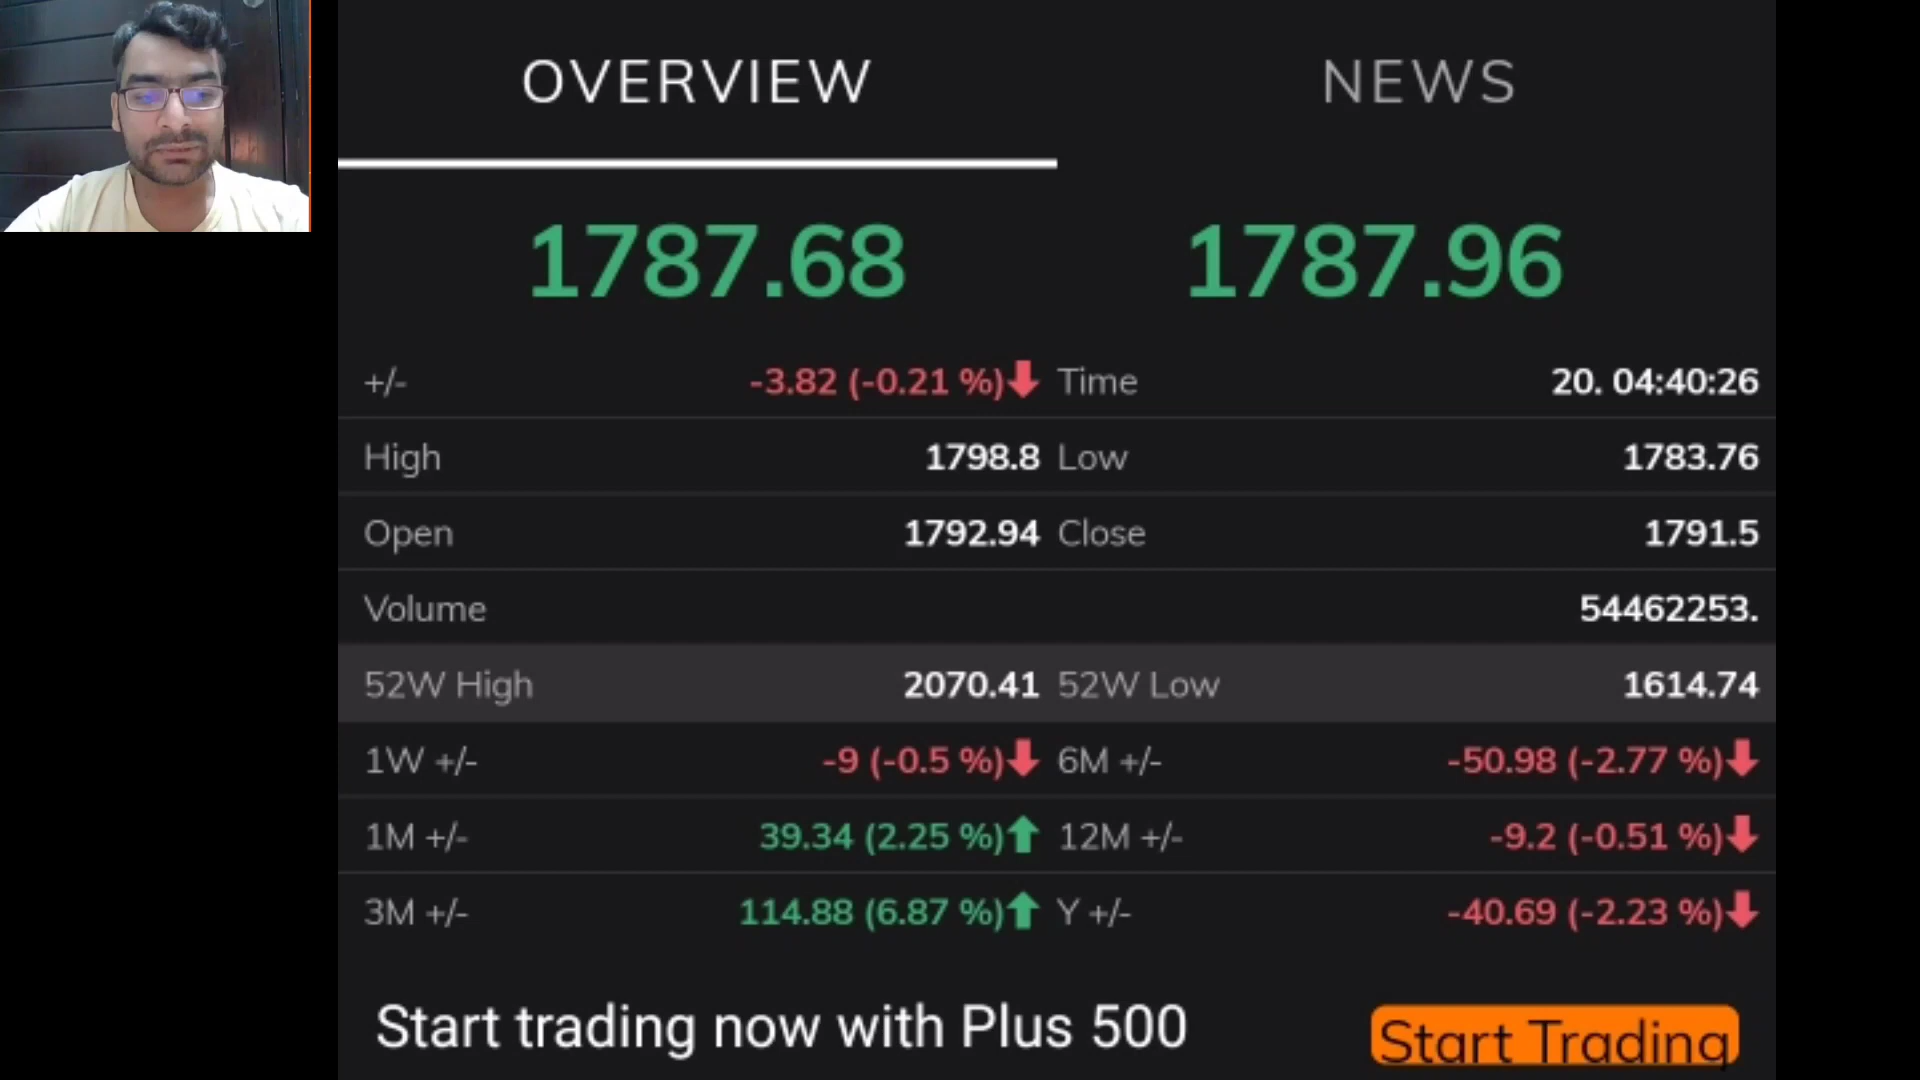 OVERVIEW NEWS
1787.68 1787.96
+/- -3.82 (-0.21 %) Time 20. 04:40:26
High 1798.8 Low 1783.76
Open 1792.94 Close 1791.5
Volume 54462253.
52W High 2070.41 52W Low 1614.74
1W +/- -9 (-0.5 %) 6M +/- -50.98 (-2.77 %)
1M +/- 39.34 (2.25 %) 12M +/- -9.2 (-0.51 %)
3M +/- 114.88 (6.87 %) Y +/- -40.69 (-2.23 %)
Start trading now with Plus 500 Start Trading